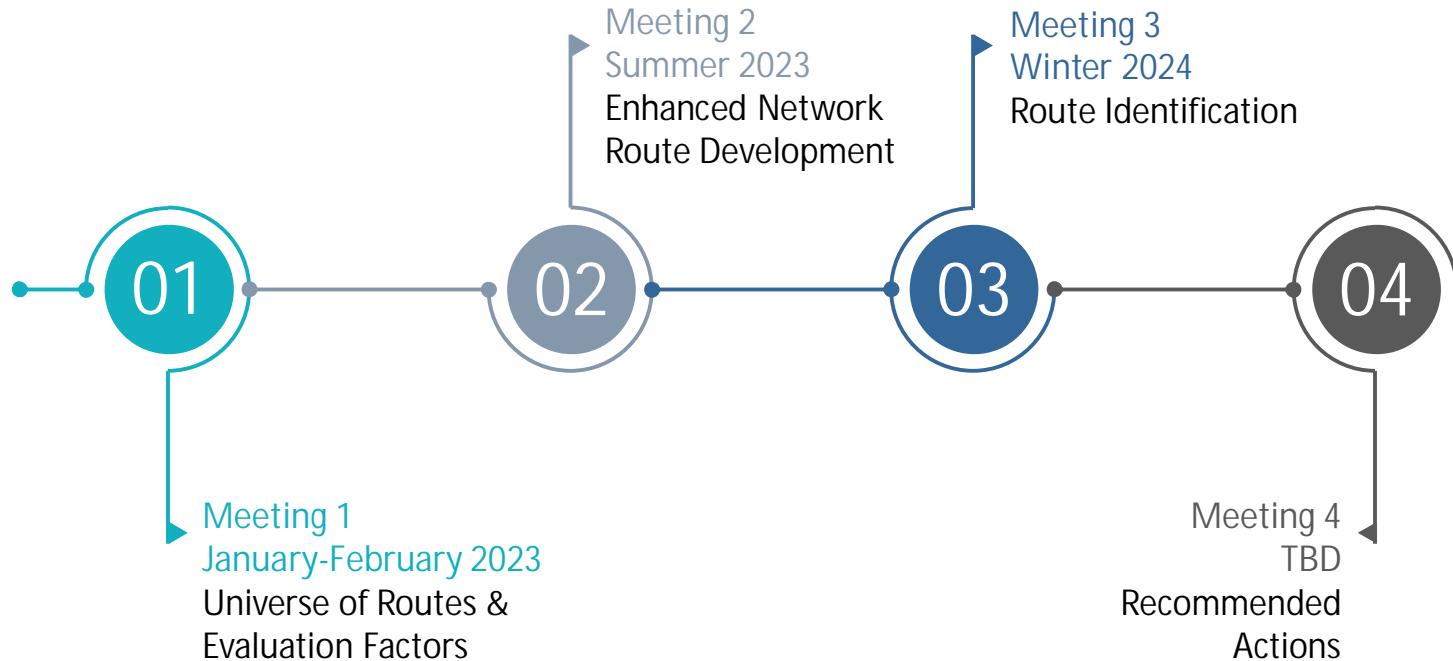 01
Meeting 1
January-February 2023
Universe of Routes &
Evaluation Factors
02
Meeting 2
Summer 2023
Enhanced Network
Route Development
03
Meeting 3
Winter 2024
Route Identification
04
Meeting 4
TBD
Recommended
Actions